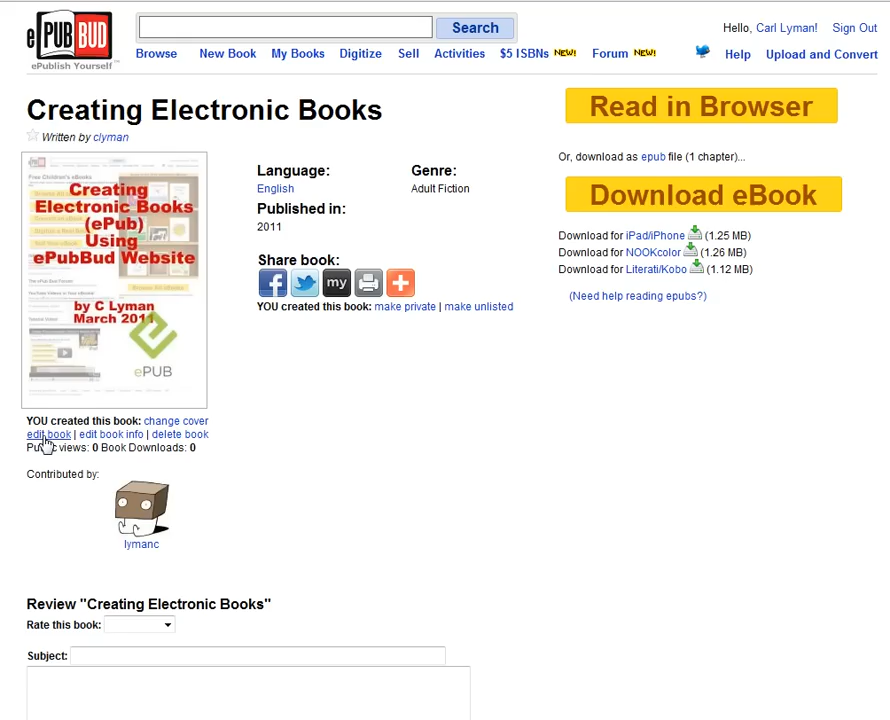 ePUBBUD
ePublish Yourself
Search
Hello, Carl Lyman! Sign Out
Browse New Book My Books Digitize Sell Activities $5 ISBNs NEW! Forum NEW! Help Upload and Convert
Creating Electronic Books
Written by clyman
Creating
Electronic Books
(ePub)
Using
ePubBud Website
by C Lyman
March 2011
ePUB
Language: Genre:
English Adult Fiction
Published in:
2011
Share book:
my
YOU created this book: make private | make unlisted
Read in Browser
Or, download as epub file (1 chapter)...
Download eBook
Download for iPad/iPhone (1.25 MB)
Download for NOOKcolor (1.26 MB)
Download for Literati/Kobo (1.12 MB)
(Need help reading epubs?)
YOU created this book: change cover
edit book | edit book info | delete book
Public views: 0 Book Downloads: 0
Contributed by:
lymanc
Review "Creating Electronic Books"
Rate this book:
Subject: